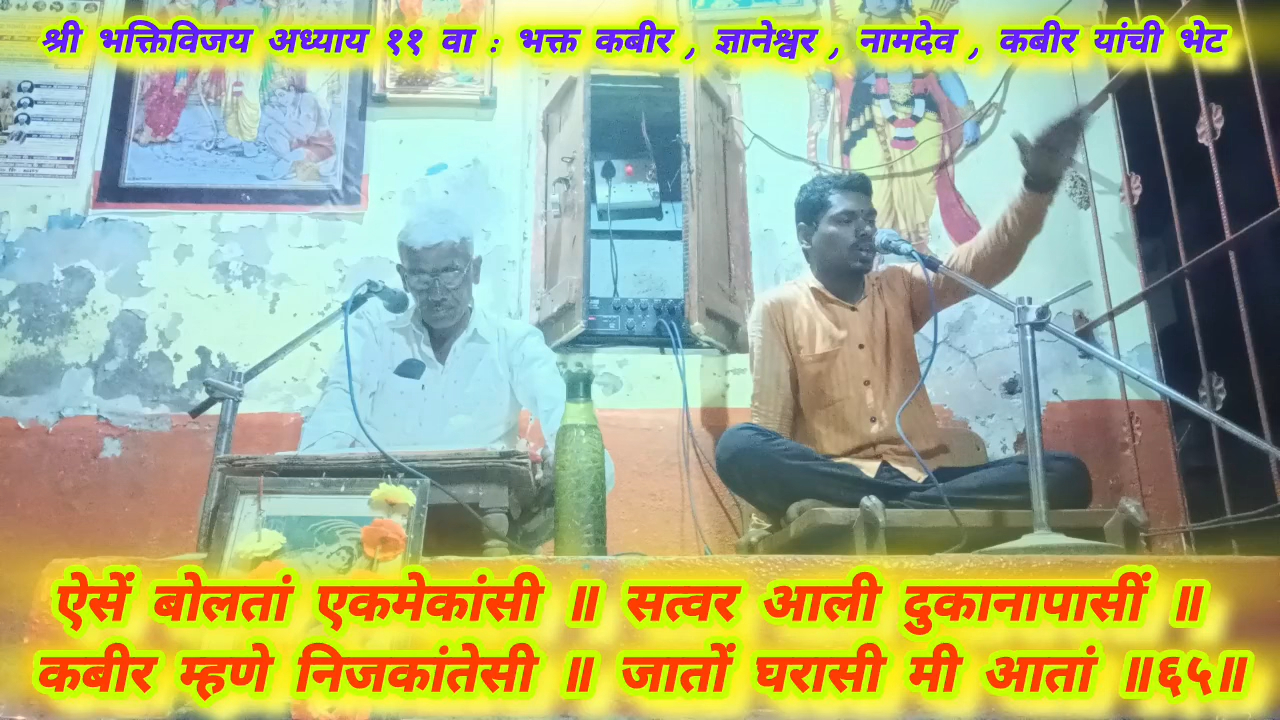 श्री भक्तिविजय अध्याय ११ वा : भक्त कबीर , ज्ञानेश्वर , नामदेव , कबीर यांची भेट
ऐसें बोलतां एकमेकांसी ॥ सत्वर आली दुकानापासीं ॥
कबीर म्हणे निजकांतेसी ॥ जातों घरासी मी आतां ॥६५॥